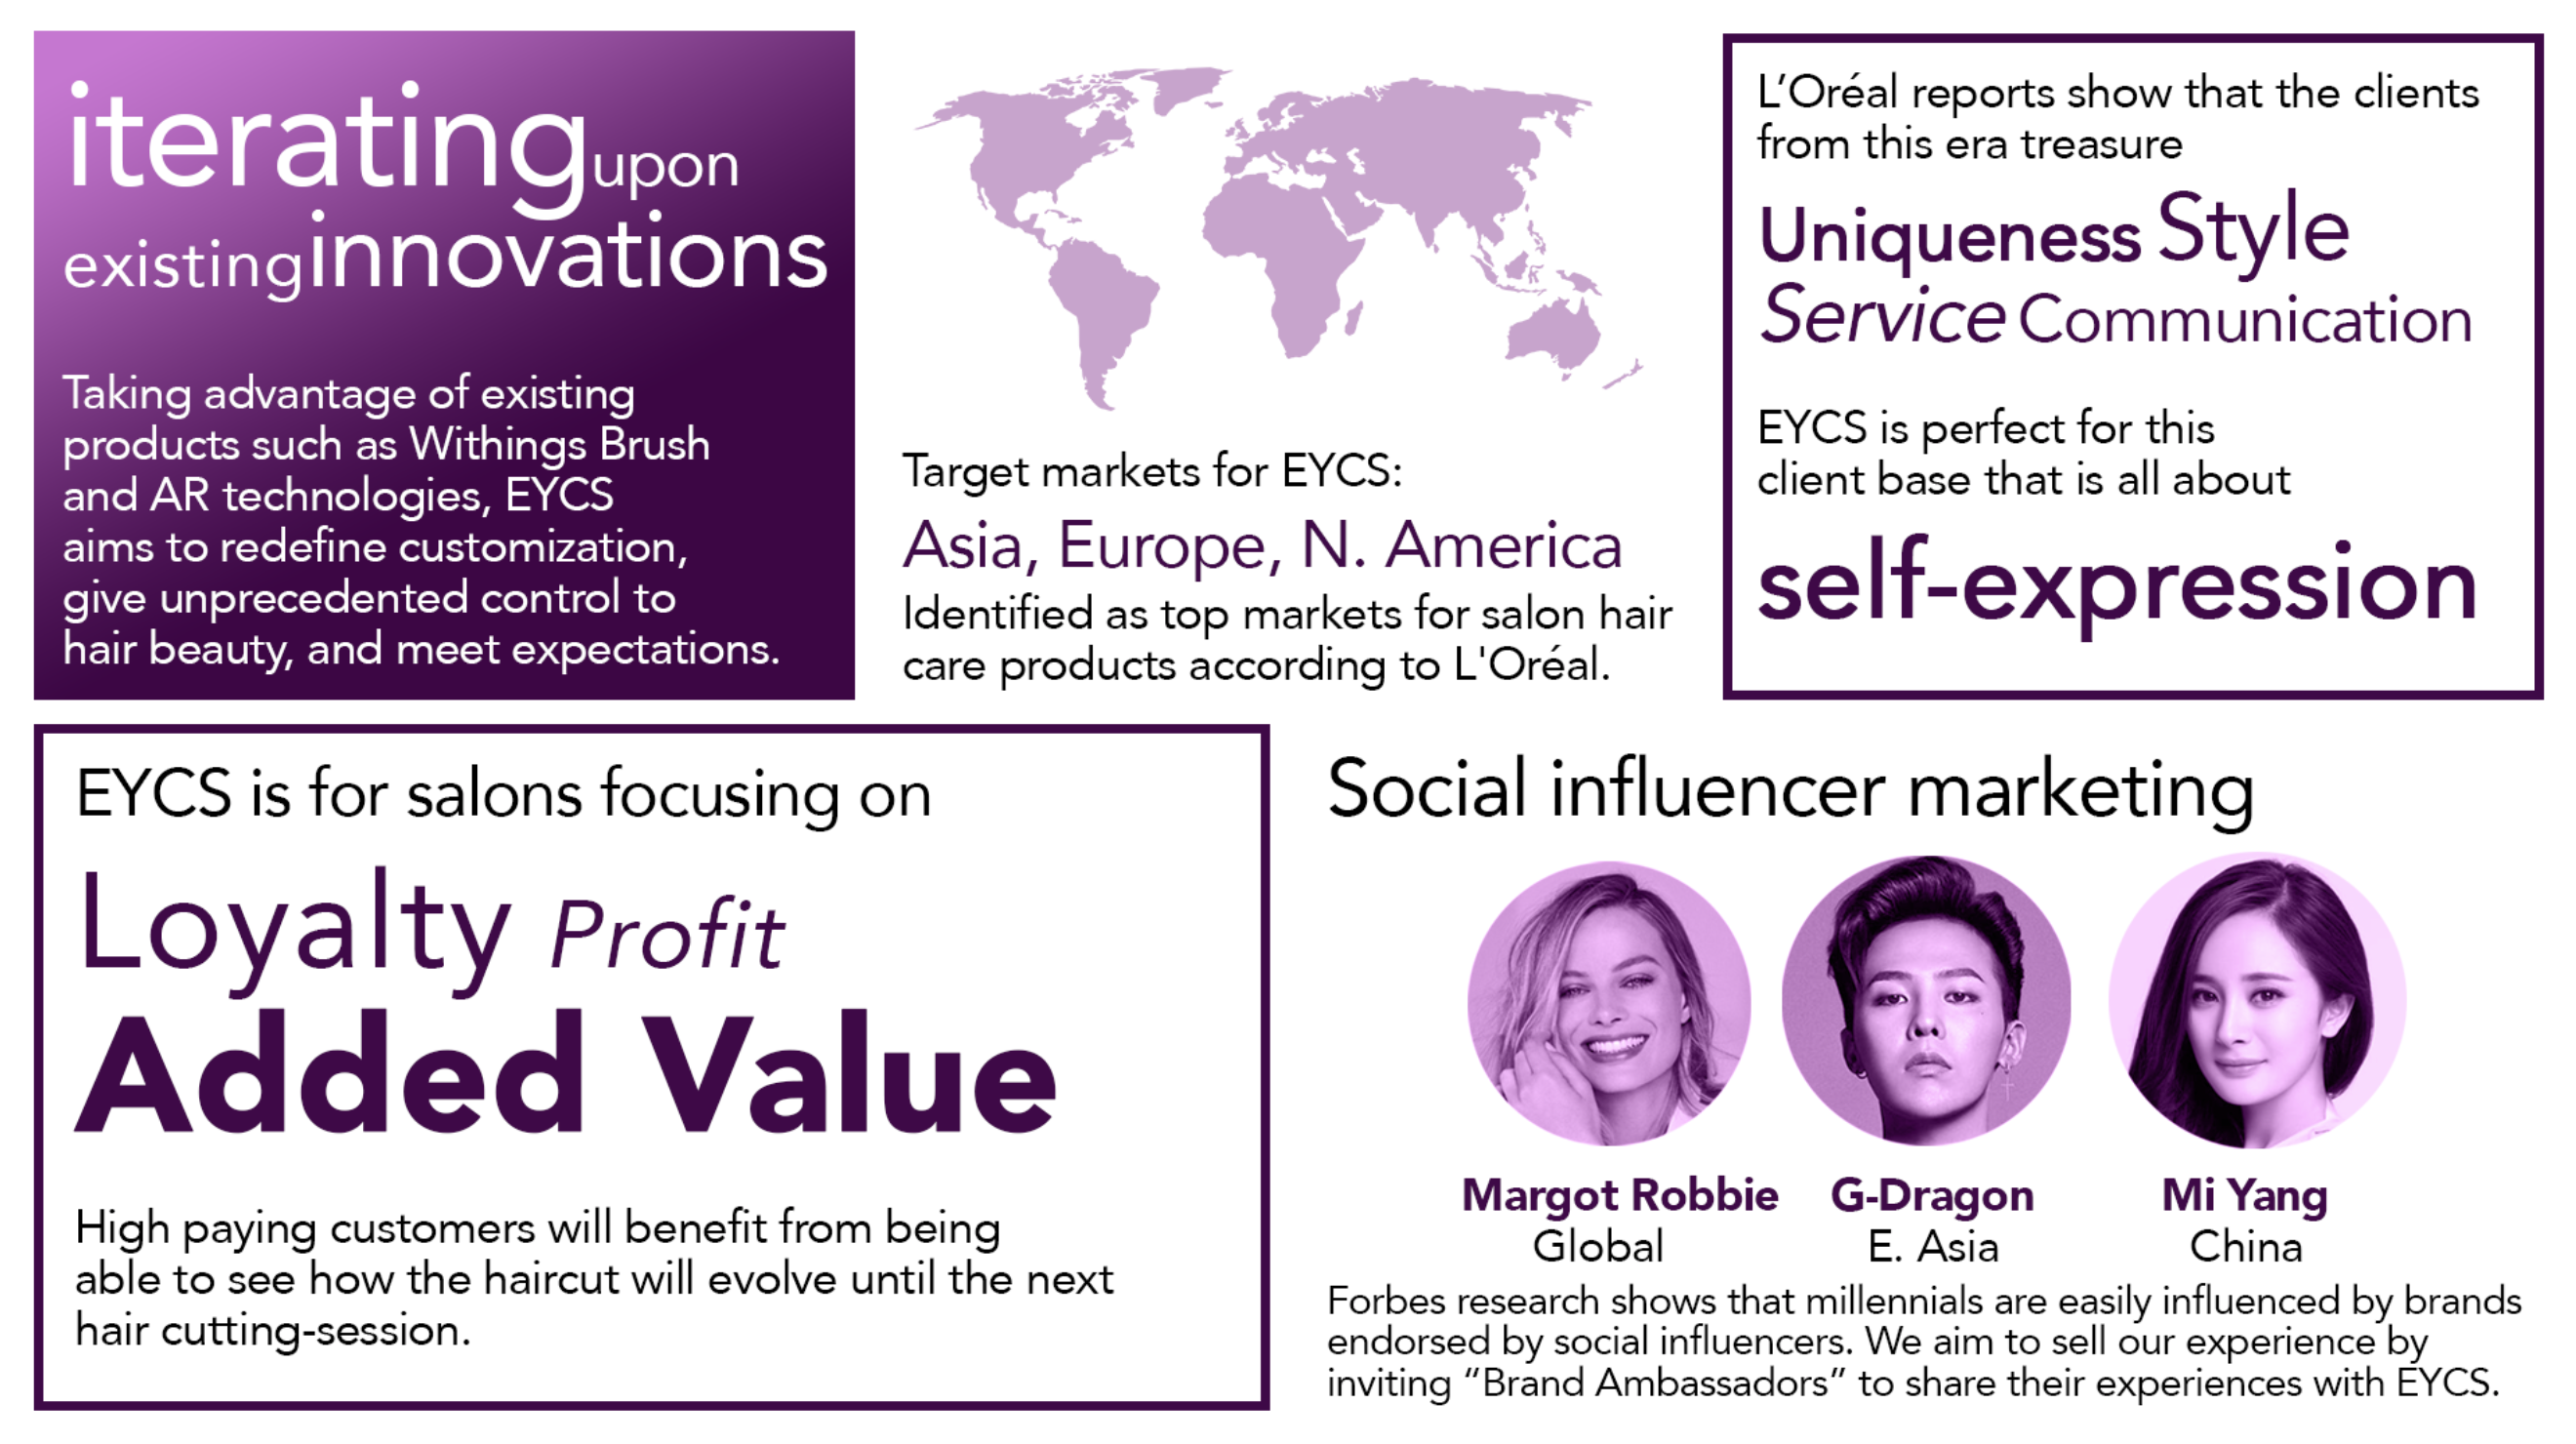 iterating upon
existing innovations
Taking advantage of existing
products such as Withings Brush
and AR technologies, EYCS
aims to redefine customization,
give unprecedented control to
hair beauty, and meet expectations.
Target markets for EYCS:
Asia, Europe, N. America
Identified as top markets for salon hair
care products according to L'Oréal.
L’Oréal reports show that the clients
from this era treasure
Uniqueness Style
Service Communication
EYCS is perfect for this
client base that is all about
self-expression
EYCS is for salons focusing on
Loyalty Profit
Added Value
High paying customers will benefit from being
able to see how the haircut will evolve until the next
hair cutting-session.
Social influencer marketing
Margot Robbie G-Dragon Mi Yang
Global E. Asia China
Forbes research shows that millennials are easily influenced by brands
endorsed by social influencers. We aim to sell our experience by
inviting “Brand Ambassadors” to share their experiences with EYCS.